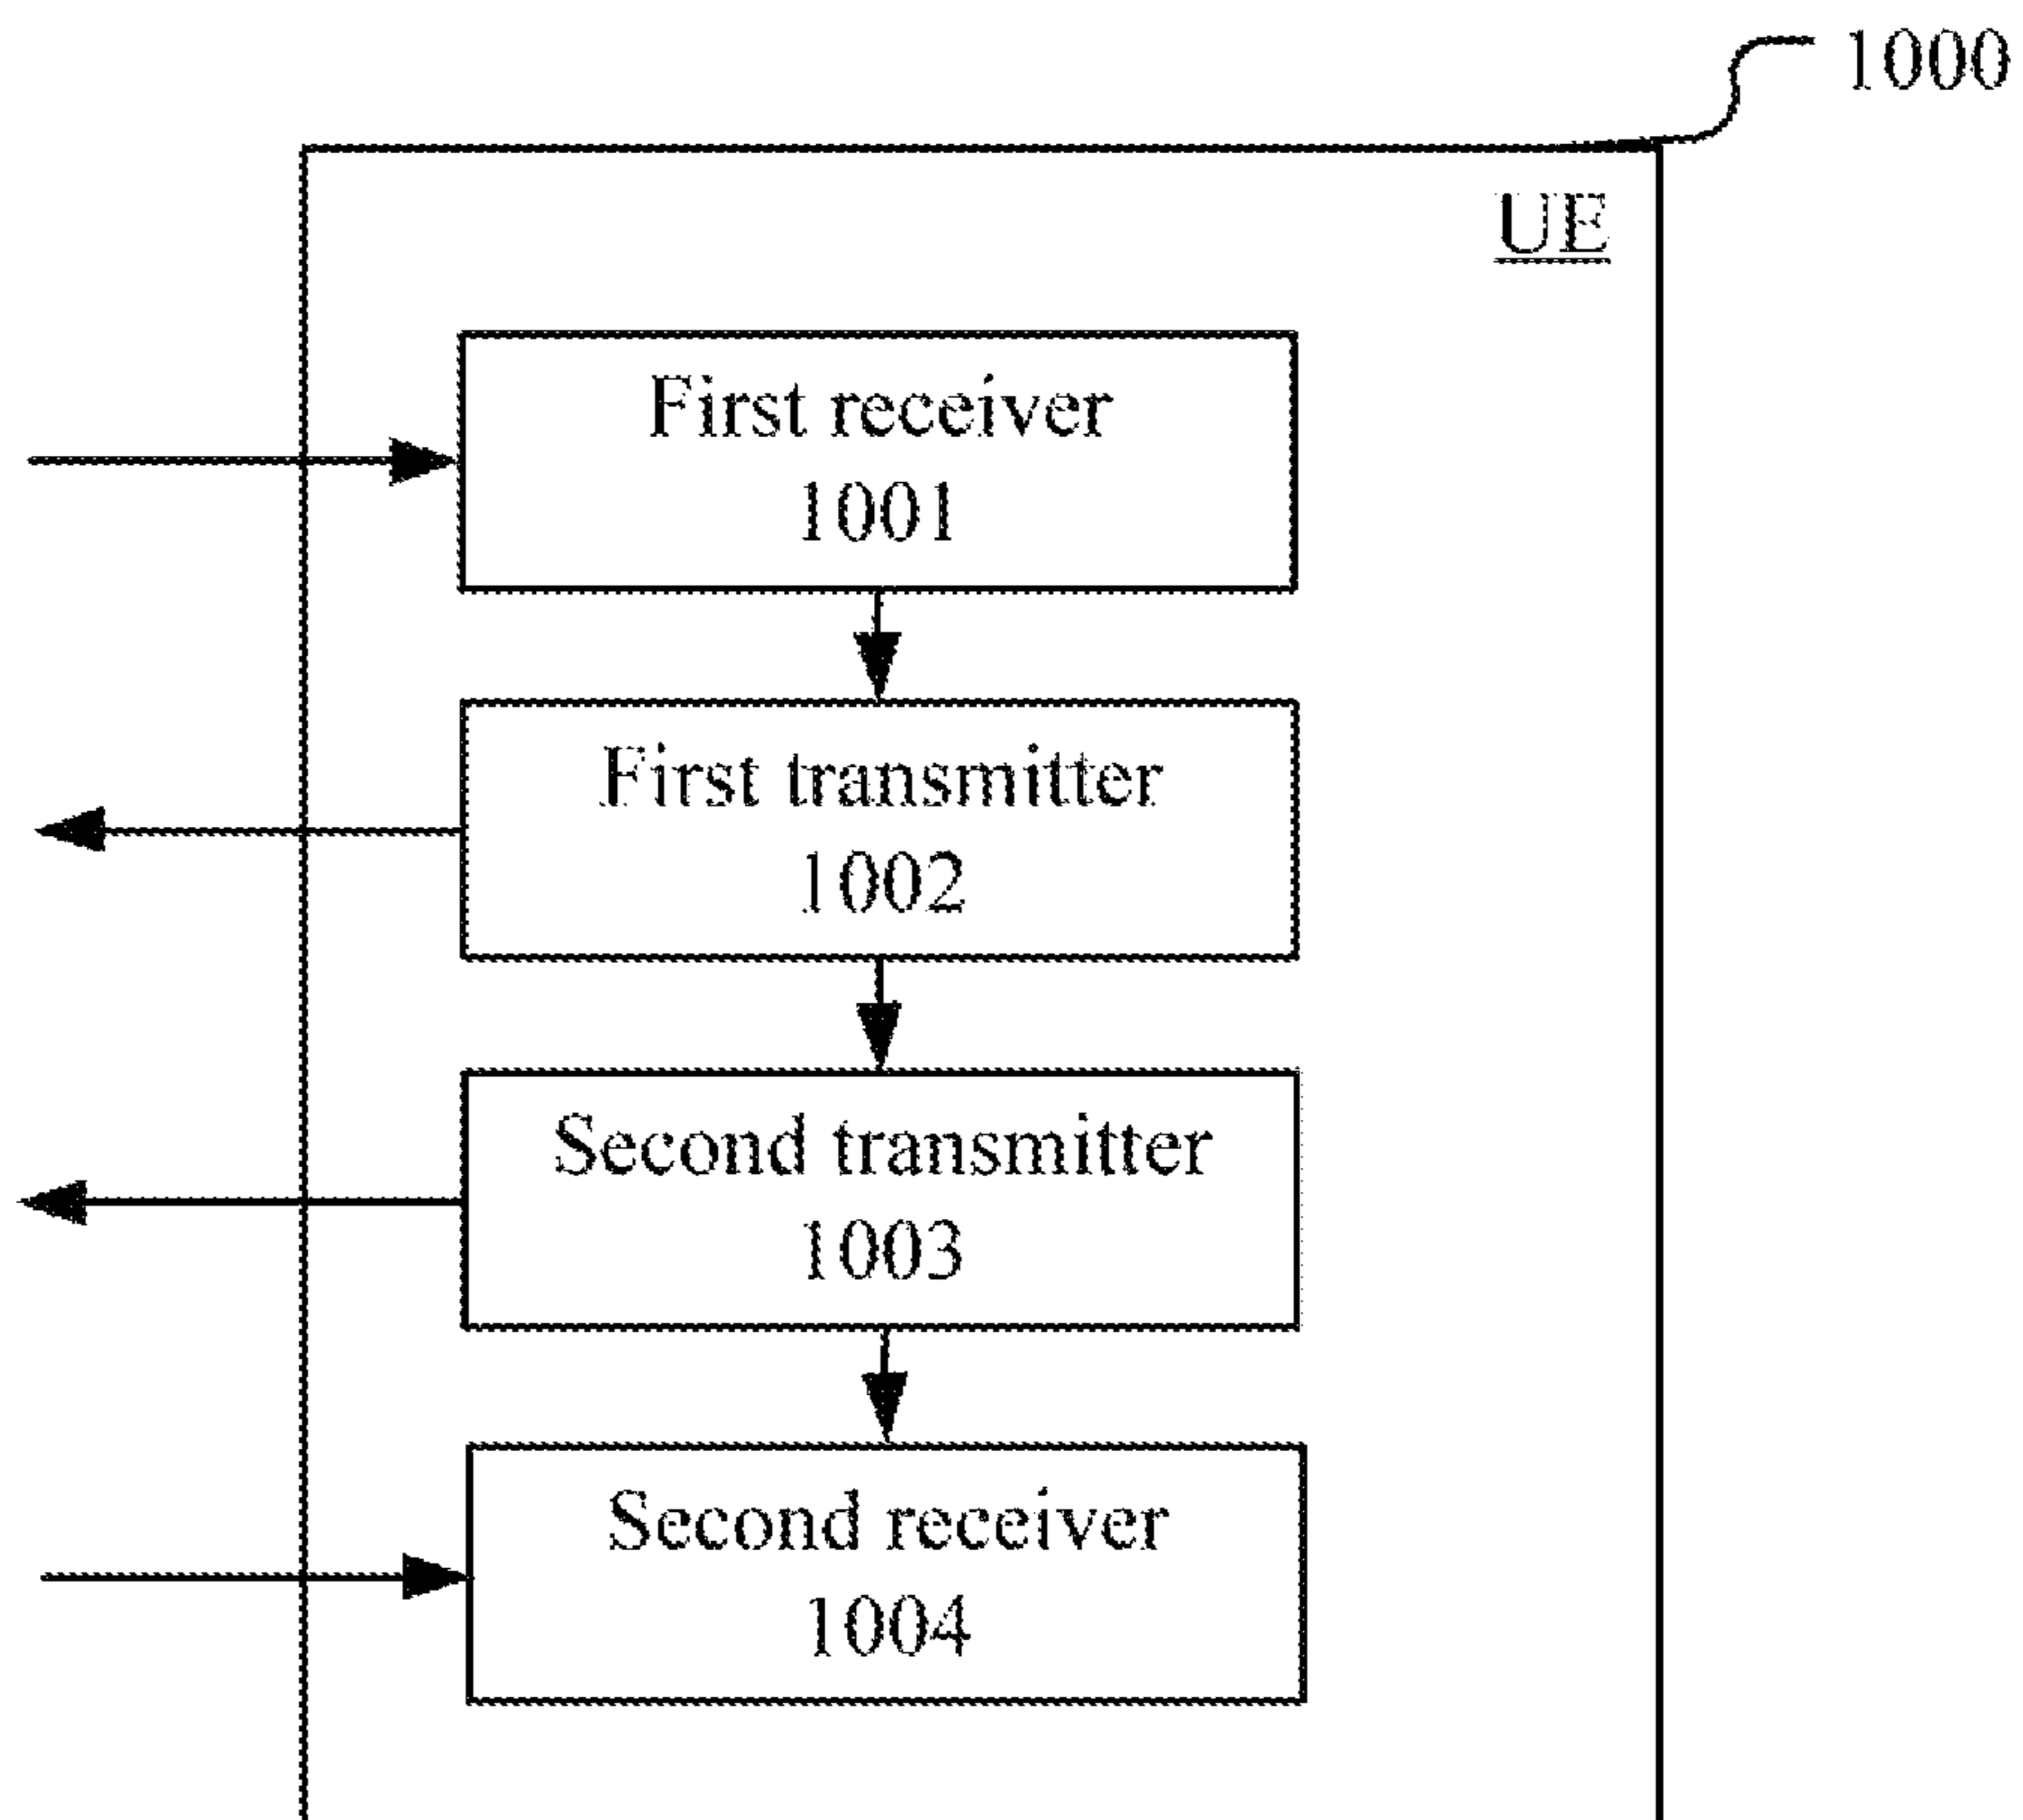 1000
UE
First receiver
1001
First transmitter
1002
Second transmitter
1003
Second receiver
1004